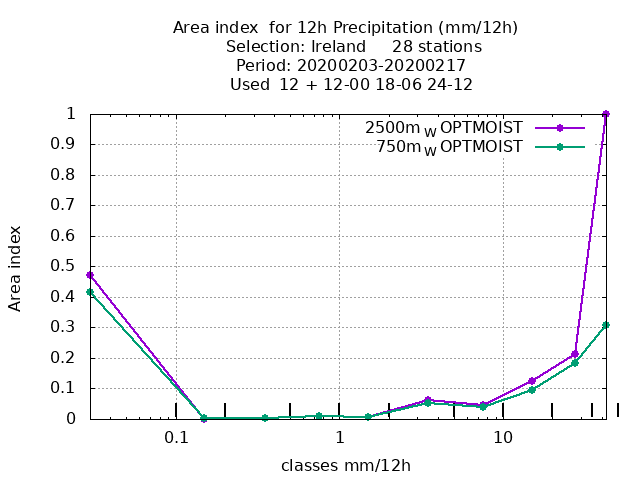 Area index  for 12h Precipitation (mm/12h)
Selection: Ireland     28 stations
Period: 20200203-20200217
Used  12 + 12-00 18-06 24-12
2500m W OPTMOIST
750m W OPTMOIST
1
0.9
0.8
0.7
0.6
0.5
0.4
0.3
0.2
0.1
0
Area index
0.1 1 10
classes mm/12h